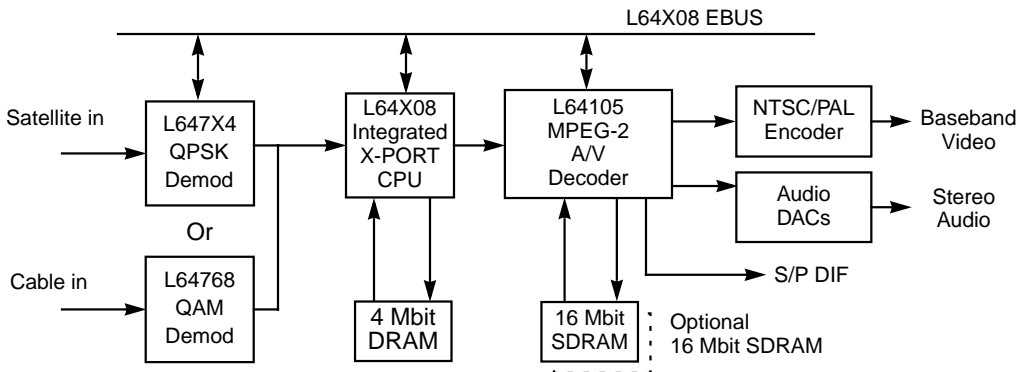 L64X08 EBUS
Satellite in
L647X4
QPSK
Demod
Or
Cable in
L64768
QAM
Demod
L64X08
Integrated
X-PORT
CPU
4 Mbit
DRAM
L64105
MPEG-2
A/V
Decoder
16 Mbit
SDRAM
Optional
16 Mbit SDRAM
NTSC/PAL
Encoder
Baseband
Video
Audio
DACs
Stereo
Audio
S/P DIF